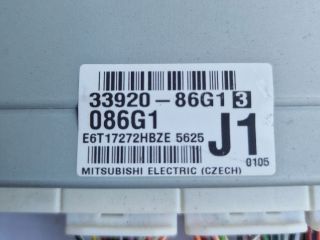 33920-86G1 3
086G1
E6T17272HBZE 5625
J1
0105
MITSUBISHI ELECTRIC (CZECH)